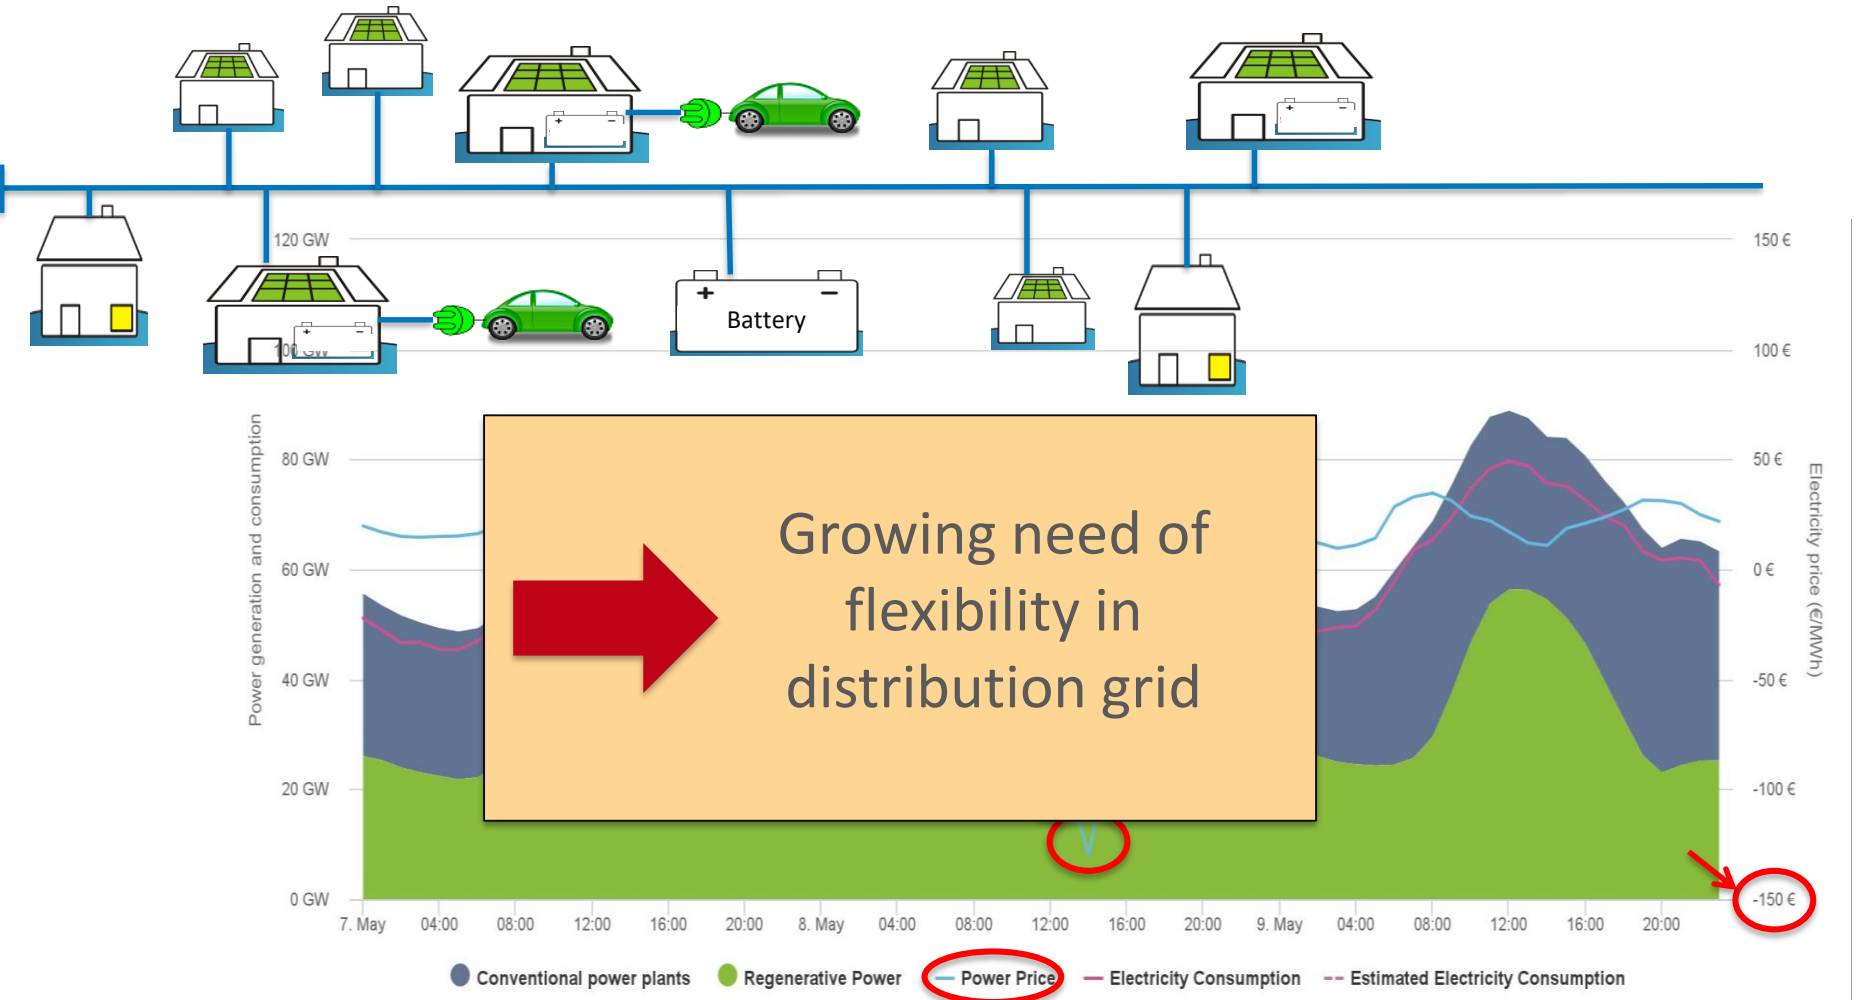 + −
+ −
120 GW
150 €
+ −
Battery
+ −
100 GW
100 €
80 GW
50 €
60 GW
0 €
40 GW
-50 €
20 GW
-100 €
0 GW
-150 €
Power generation and consumption
Electricity price (€/MWh)
Growing need of
flexibility in
distribution grid
7. May 04:00 08:00 12:00 16:00 20:00 8. May 04:00 08:00 12:00 16:00 20:00 9. May 04:00 08:00 12:00 16:00 20:00
Conventional power plants Regenerative Power Power Price Electricity Consumption Estimated Electricity Consumption